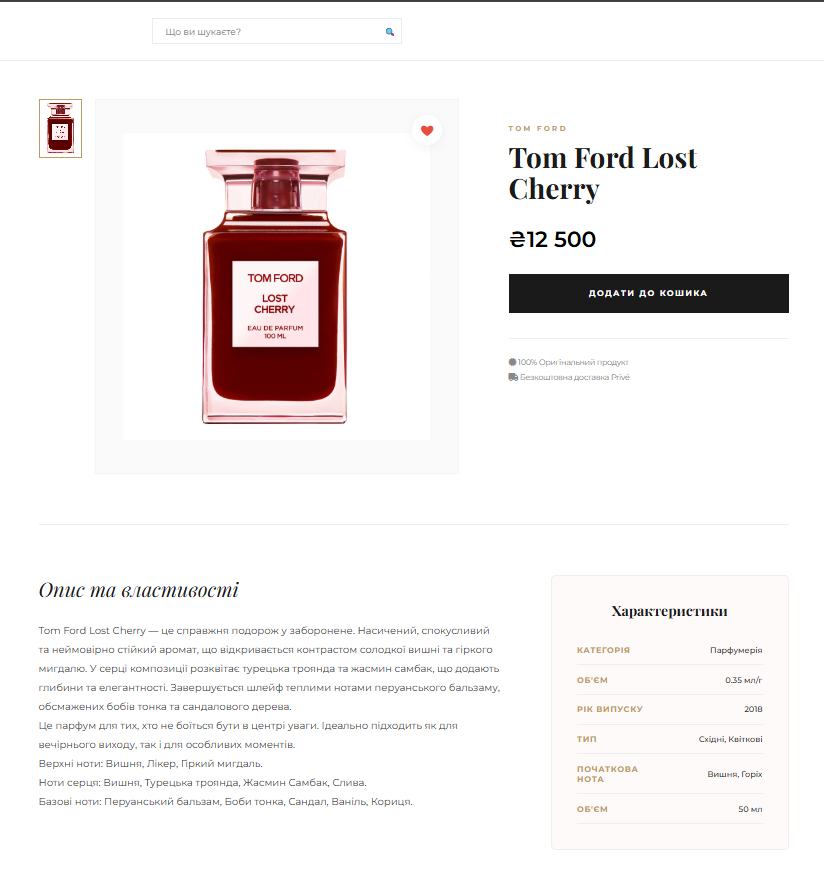 Що ви шукаєте?
TOM FORD
Tom Ford Lost
Cherry
₴12 500
ДОДАТИ ДО КОШИКА
100% Оригінальний продукт
Безкоштовна доставка Privé
TOM FORD
LOST
CHERRY
EAU DE PARFUM
100 ML
Опис та властивості
Tom Ford Lost Cherry — це справжня подорож у заборонене. Насичений, спокусливий
та неймовірно стійкий аромат, що відкривається контрастом солодкої вишні та гіркого
мигдалю. У серці композиції розквітає турецька троянда та жасмин самбак, що додають
глибини та елегантності. Завершується шлейф теплими нотами перуанського бальзаму,
обсмажених бобів тонка та сандалового дерева.
Це парфум для тих, хто не боїться бути в центрі уваги. Ідеально підходить як для
вечірнього виходу, так і для особливих моментів.
Верхні ноти: Вишня, Лікер, Гіркий мигдаль.
Ноти серця: Вишня, Турецька троянда, Жасмин Самбак, Слива.
Базові ноти: Перуанський бальзам, Боби тонка, Сандал, Ваніль, Кориця.
Характеристики
КАТЕГОРІЯ Парфумерія
ОБ'ЄМ 0.35 мл/г
РІК ВИПУСКУ 2018
ТИП Східні, Квіткові
ПОЧАТКОВА
НОТА Вишня, Горіх
ОБ'ЄМ 50 мл